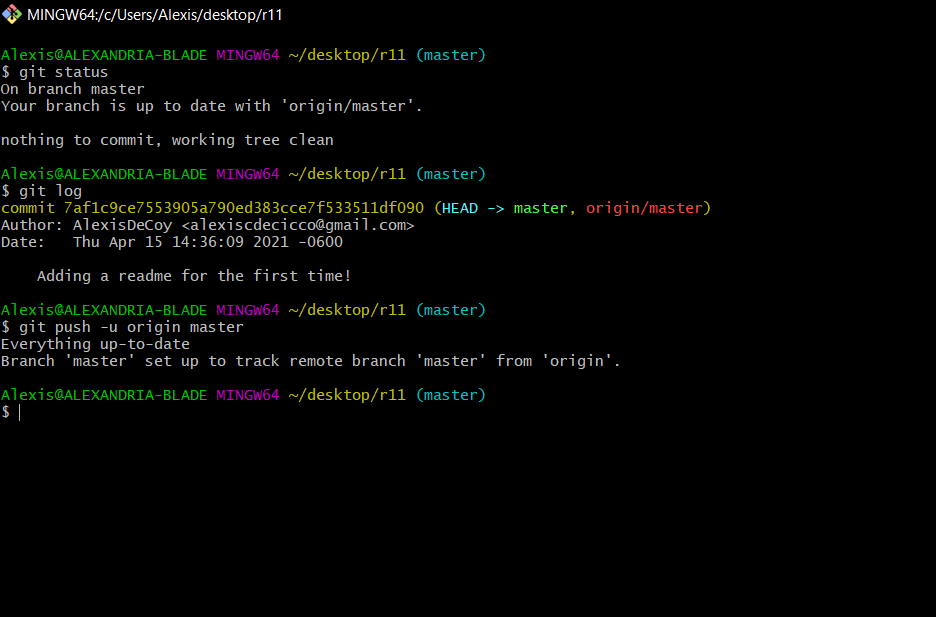 MINGW64:/c/Users/Alexis/desktop/r11
Alexis@ALEXANDRIA-BLADE MINGW64 ~/desktop/r11 (master)
$ git status
On branch master
Your branch is up to date with 'origin/master'.
nothing to commit, working tree clean
Alexis@ALEXANDRIA-BLADE MINGW64 ~/desktop/r11 (master)
$ git log
commit 7af1c9ce7553905a790ed383cce7f533511df090 (HEAD -> master, origin/master)
Author: AlexisDeCoy <alexiscdecicco@gmail.com>
Date:   Thu Apr 15 14:36:09 2021 -0600
    Adding a readme for the first time!
Alexis@ALEXANDRIA-BLADE MINGW64 ~/desktop/r11 (master)
$ git push -u origin master
Everything up-to-date
Branch 'master' set up to track remote branch 'master' from 'origin'.
Alexis@ALEXANDRIA-BLADE MINGW64 ~/desktop/r11 (master)
$